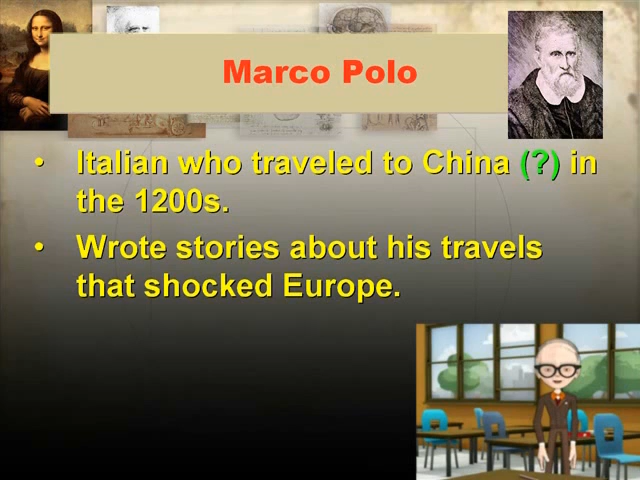 Marco Polo
• Italian who traveled to China (?) in
the 1200s.
• Wrote stories about his travels
that shocked Europe.